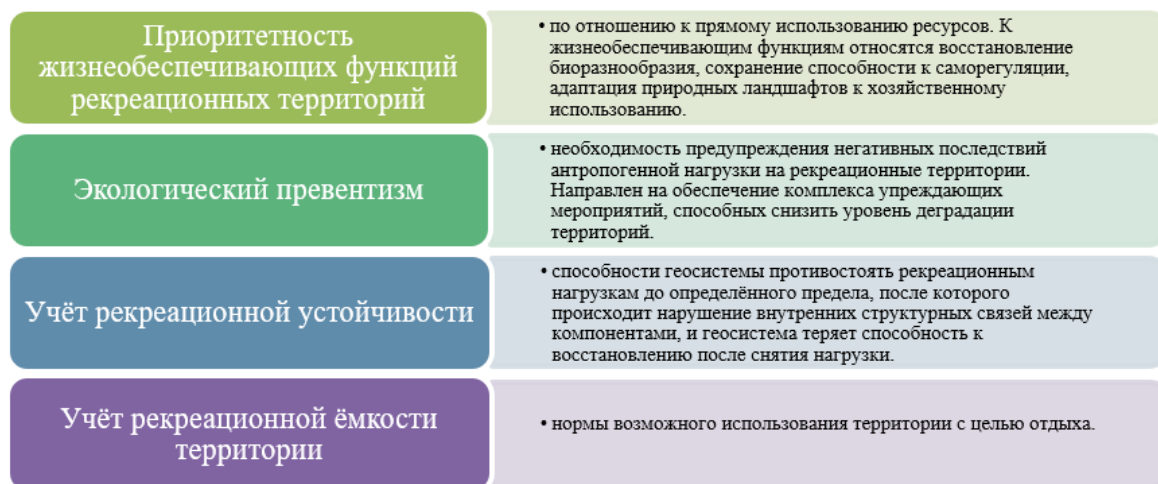 Приоритетность
жизнеобеспечивающих функций
рекреационных территорий
• по отношению к прямому использованию ресурсов. К
жизнеобеспечивающим функциям относятся восстановление
биоразнообразия, сохранение способности к саморегуляции,
адаптация природных ландшафтов к хозяйственному
использованию.
Экологический превентизм
• необходимость предупреждения негативных последствий
антропогенной нагрузки на рекреационные территории.
Направлен на обеспечение комплекса упреждающих
мероприятий, способных снизить уровень деградации
территорий.
Учёт рекреационной устойчивости
• способности геосистемы противостоять рекреационным
нагрузкам до определённого предела, после которого
происходит нарушение внутренних структурных связей между
компонентами, и геосистема теряет способность к
восстановлению после снятия нагрузки.
Учёт рекреационной ёмкости
территории
• нормы возможного использования территории с целью отдыха.